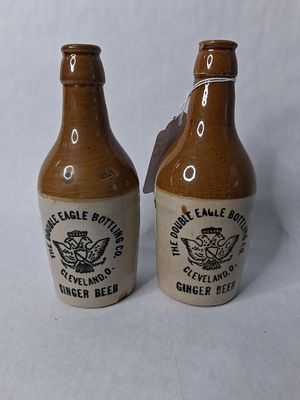 THE DOUBLE EAGLE BOTTLING CO.
CLEVELAND, O.
GINGER BEER
THE DOUBLE EAGLE BOTTLING CO.
CLEVELAND, O.
GINGER BEER